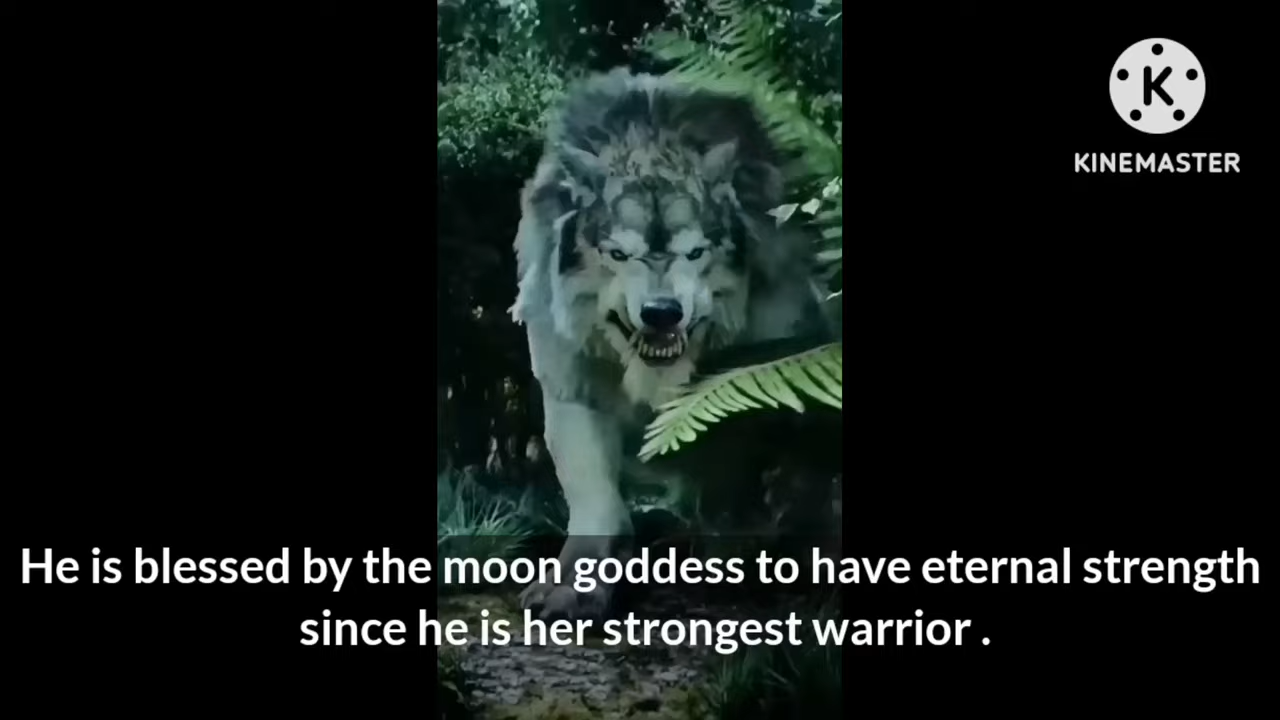 K
KINEMASTER
He is blessed by the moon goddess to have eternal strength
since he is her strongest warrior .